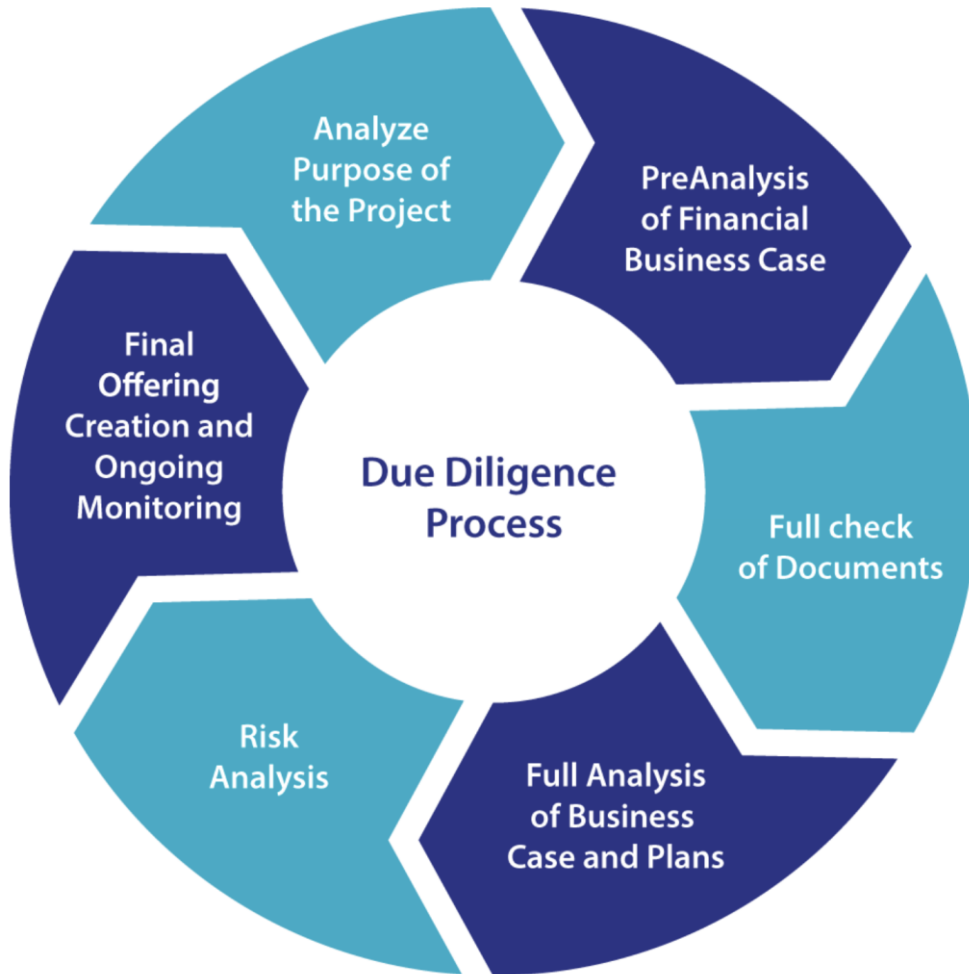 Due Diligence
Process
Analyze
Purpose of
the Project
PreAnalysis
of Financial
Business Case
Full check
of Documents
Full Analysis
of Business
Case and Plans
Risk
Analysis
Final
Offering
Creation and
Ongoing
Monitoring